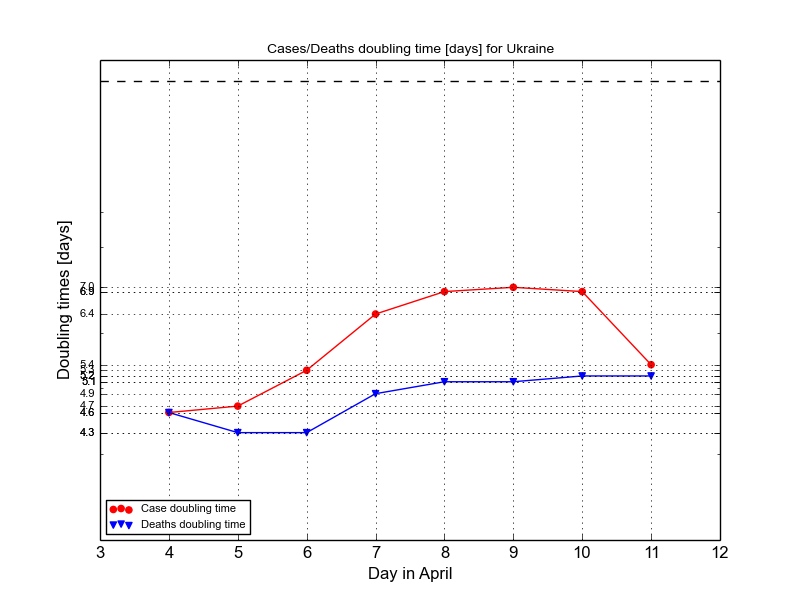 Cases/Deaths doubling time [days] for Ukraine
Doubling times [days]
7.0
6.9
6.4
5.4
5.2
5.1
4.9
4.7
4.6
4.3
Case doubling time
Deaths doubling time
3 4 5 6 7 8 9 10 11 12
Day in April